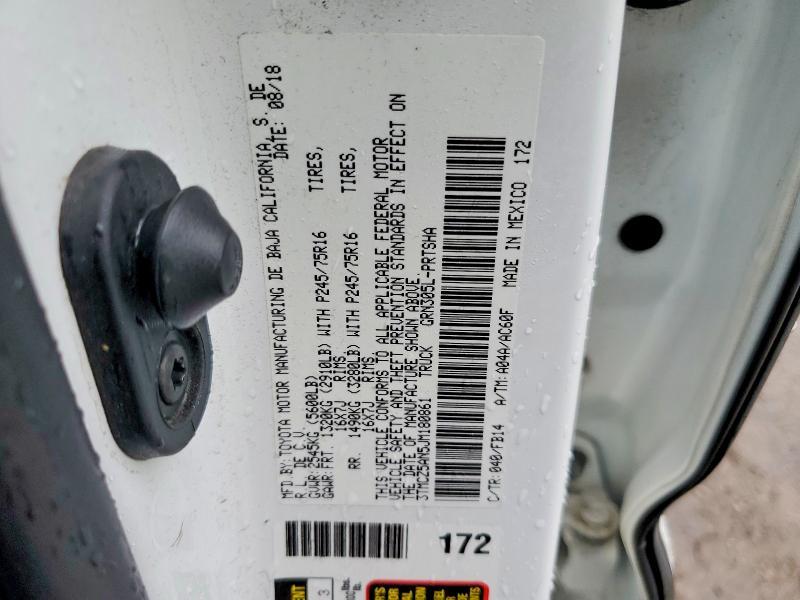 MFD.BY:TOYOTA MOTOR MANUFACTURING DE BAJA CALIFORNIA, S. DE
R. L. DE C.V. DATE: 08/18
GVWR:2545KG (5600LB)
GAWR:FRT. 1320KG (2910LB) WITH P245/75R16 TIRES,
16X7J RIMS.
RR. 1490KG (3280LB) WITH P245/75R16 TIRES,
16X7J RIMS.
THIS VEHICLE CONFORMS TO ALL APPLICABLE FEDERAL MOTOR
VEHICLE SAFETY AND THEFT PREVENTION STANDARDS IN EFFECT ON
THE DATE OF MANUFACTURE SHOWN ABOVE.
3TMCZ5AN5JM180861 TRUCK GRN305L-PRTSHA
C/TR:040/FB14 A/TM:A04A/AC60F MADE IN MEXICO 172
172